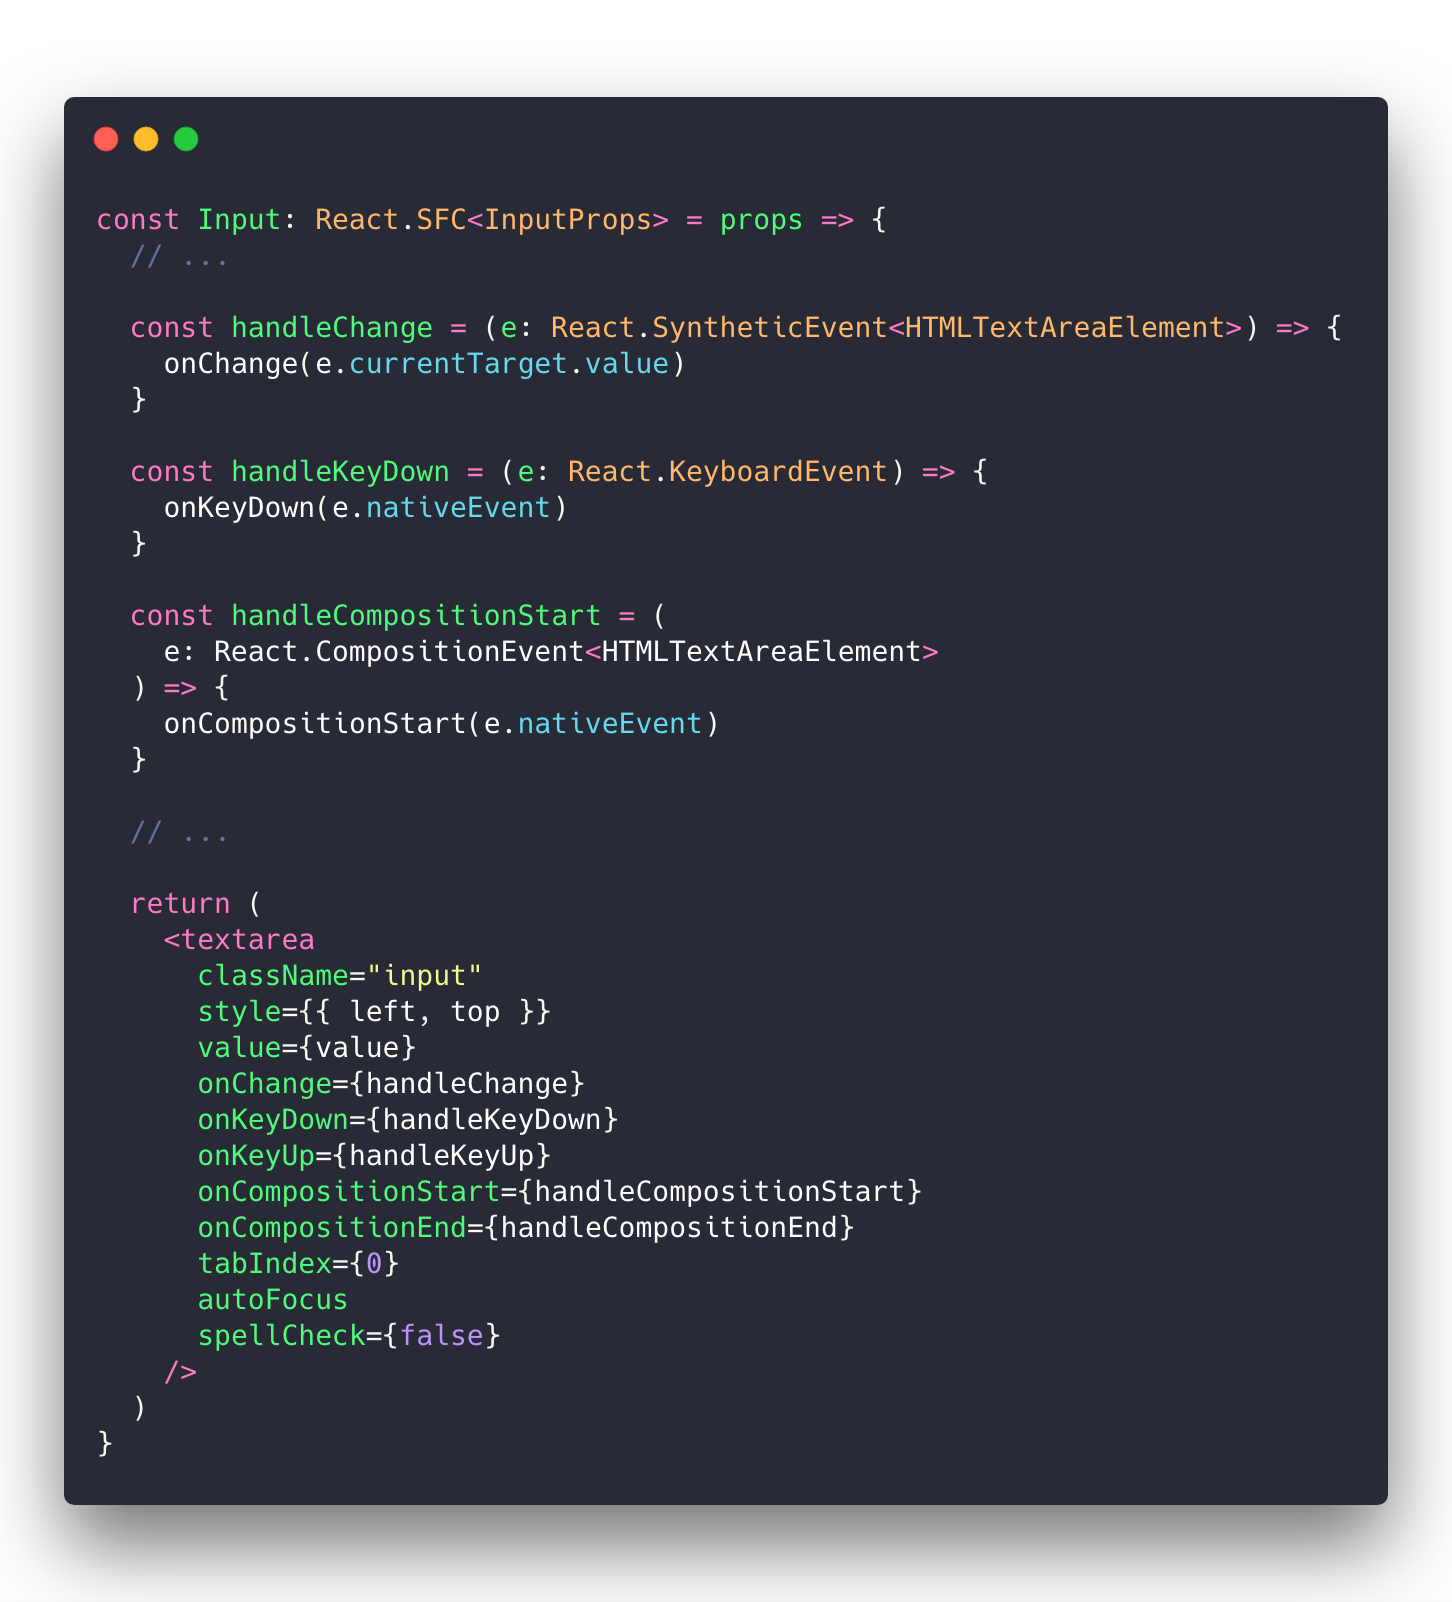 const Input: React.SFC<InputProps> = props => {
  // ...

  const handleChange = (e: React.SyntheticEvent<HTMLTextAreaElement>) => {
    onChange(e.currentTarget.value)
  }

  const handleKeyDown = (e: React.KeyboardEvent) => {
    onKeyDown(e.nativeEvent)
  }

  const handleCompositionStart = (
    e: React.CompositionEvent<HTMLTextAreaElement>
  ) => {
    onCompositionStart(e.nativeEvent)
  }

  // ...

  return (
    <textarea
      className="input"
      style={{ left, top }}
      value={value}
      onChange={handleChange}
      onKeyDown={handleKeyDown}
      onKeyUp={handleKeyUp}
      onCompositionStart={handleCompositionStart}
      onCompositionEnd={handleCompositionEnd}
      tabIndex={0}
      autoFocus
      spellCheck={false}
    />
  )
}